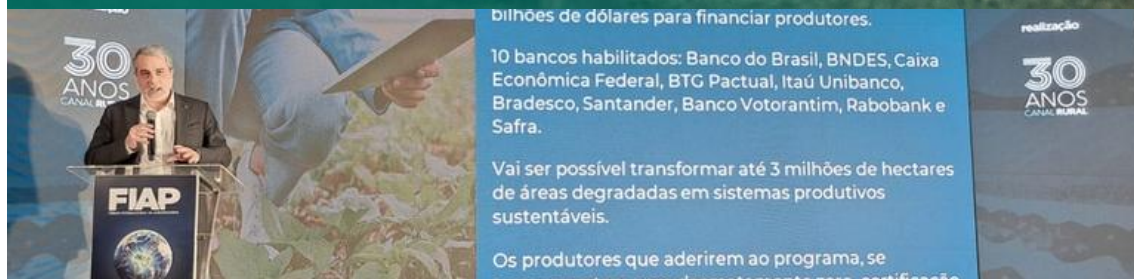 30
ANOS
CANAL RURAL
FIAP
bilhões de dólares para financiar produtores.
10 bancos habilitados: Banco do Brasil, BNDES, Caixa
Econômica Federal, BTG Pactual, Itaú Unibanco,
Bradesco, Santander, Banco Votorantim, Rabobank e
Safra.
Vai ser possível transformar até 3 milhões de hectares
de áreas degradadas em sistemas produtivos
sustentáveis.
Os produtores que aderirem ao programa, se
realização
30
ANOS
CANAL RURAL